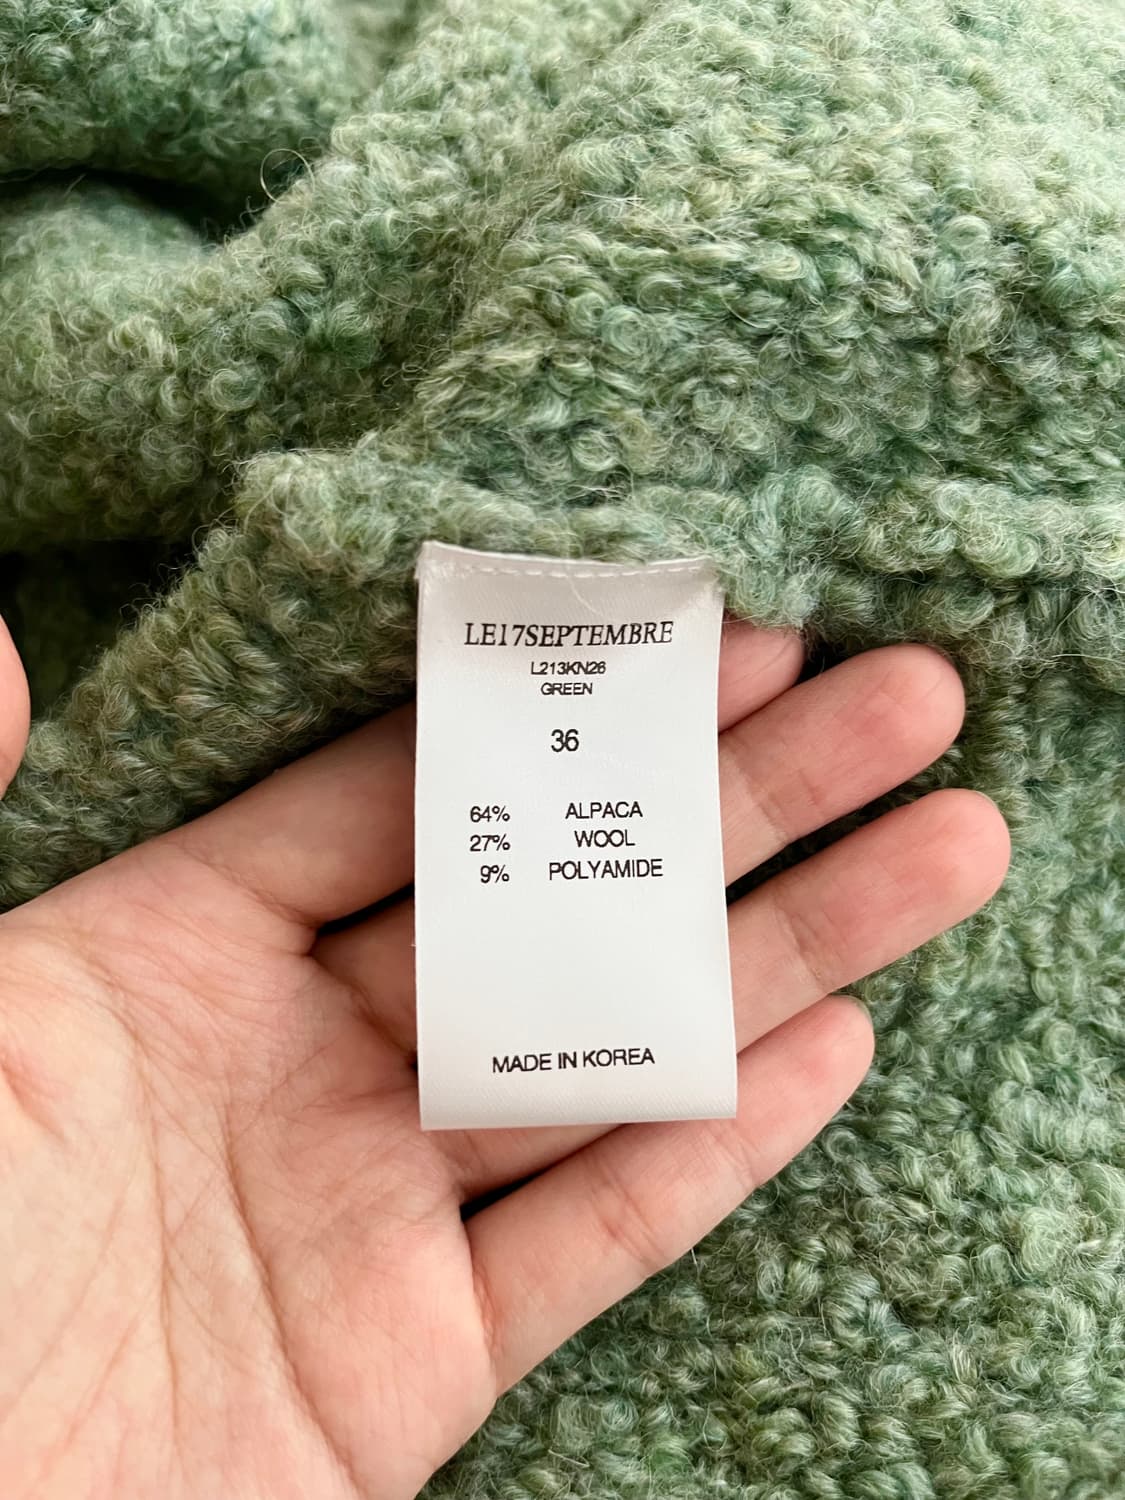 LE17SEPTEMBRE
L213KN26
GREEN
36
64% ALPACA
27% WOOL
9% POLYAMIDE
MADE IN KOREA